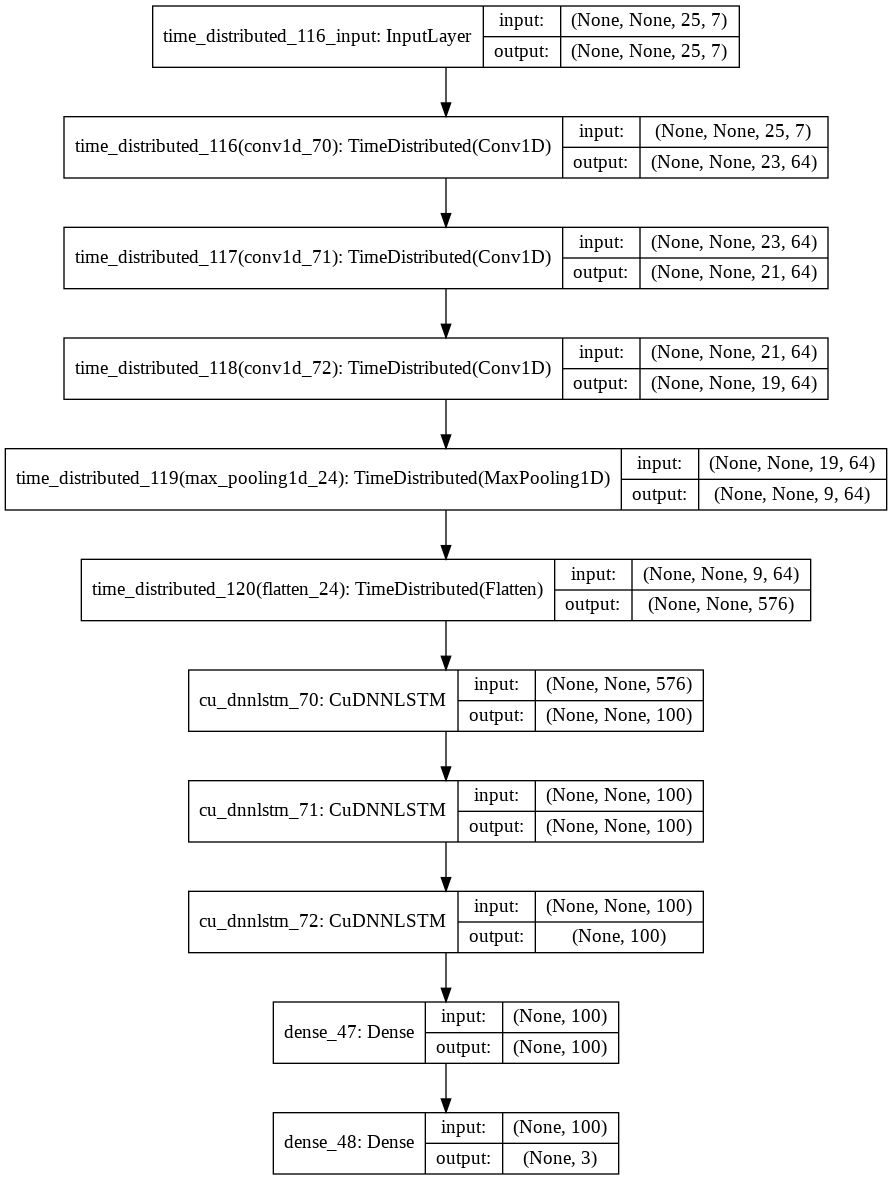 time_distributed_116_input: InputLayer
input: (None, None, 25, 7)
output: (None, None, 25, 7)
time_distributed_116(conv1d_70): TimeDistributed(Conv1D)
input: (None, None, 25, 7)
output: (None, None, 23, 64)
time_distributed_117(conv1d_71): TimeDistributed(Conv1D)
input: (None, None, 23, 64)
output: (None, None, 21, 64)
time_distributed_118(conv1d_72): TimeDistributed(Conv1D)
input: (None, None, 21, 64)
output: (None, None, 19, 64)
time_distributed_119(max_pooling1d_24): TimeDistributed(MaxPooling1D)
input: (None, None, 19, 64)
output: (None, None, 9, 64)
time_distributed_120(flatten_24): TimeDistributed(Flatten)
input: (None, None, 9, 64)
output: (None, None, 576)
cu_dnnlstm_70: CuDNNLSTM
input: (None, None, 576)
output: (None, None, 100)
cu_dnnlstm_71: CuDNNLSTM
input: (None, None, 100)
output: (None, None, 100)
cu_dnnlstm_72: CuDNNLSTM
input: (None, None, 100)
output: (None, 100)
dense_47: Dense
input: (None, 100)
output: (None, 100)
dense_48: Dense
input: (None, 100)
output: (None, 3)